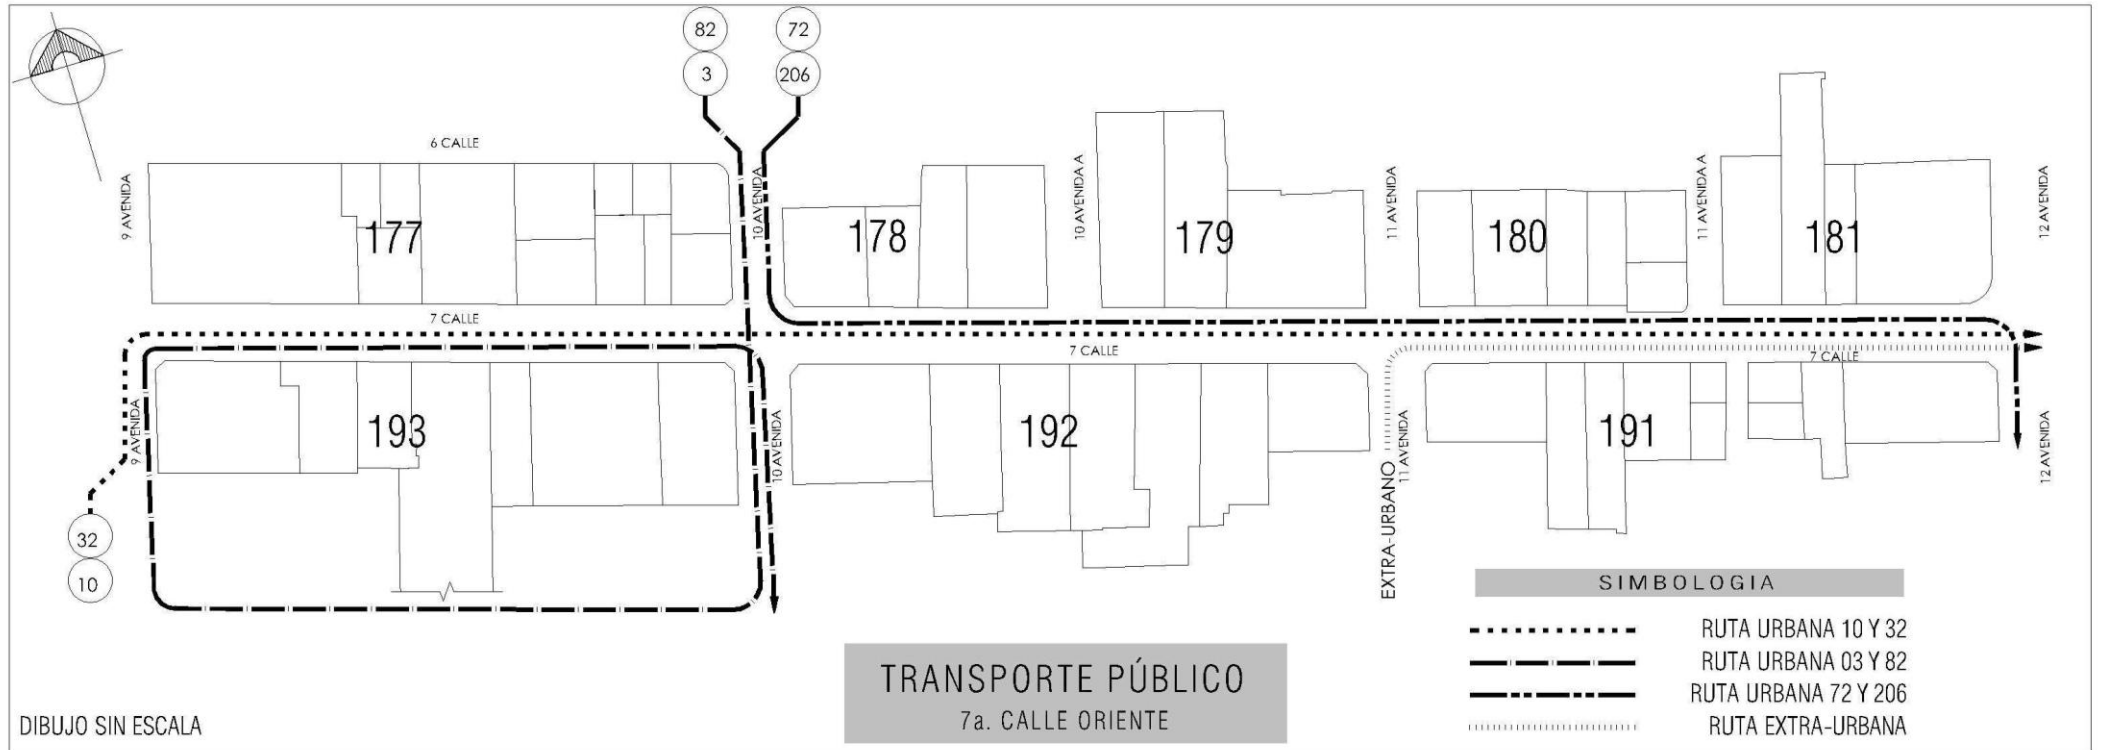 82
72
3
206
6 CALLE
9 AVENIDA
10 AVENIDA
10 AVENIDA A
11 AVENIDA
11 AVENIDA A
12 AVENIDA
177
178
179
180
181
7 CALLE
7 CALLE
7 CALLE
9 AVENIDA
10 AVENIDA
11 AVENIDA
12 AVENIDA
193
192
191
EXTRA-URBANO
32
10
SIMBOLOGIA
RUTA URBANA 10 Y 32
RUTA URBANA 03 Y 82
RUTA URBANA 72 Y 206
RUTA EXTRA-URBANA
TRANSPORTE PÚBLICO
7a. CALLE ORIENTE
DIBUJO SIN ESCALA